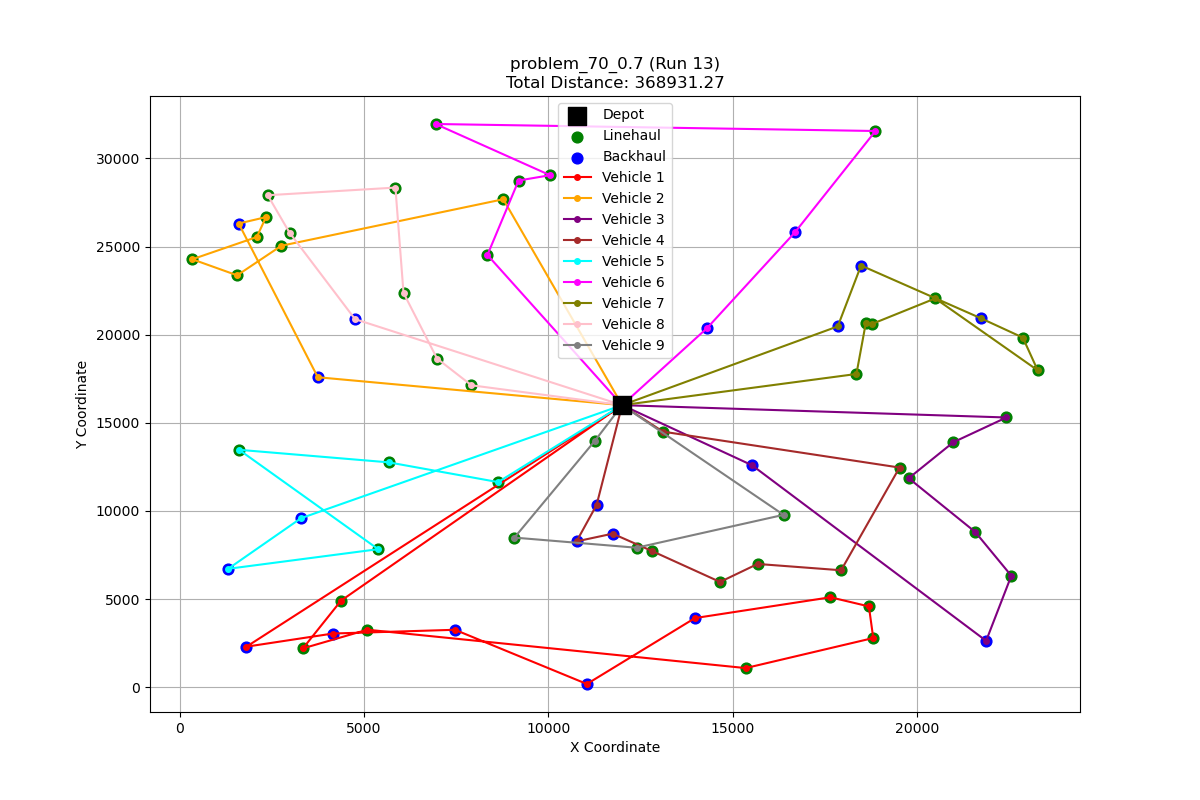 problem_70_0.7 (Run 13)
Total Distance: 368931.27
Depot
Linehaul
Backhaul
Vehicle 1
Vehicle 2
Vehicle 3
Vehicle 4
Vehicle 5
Vehicle 6
Vehicle 7
Vehicle 8
Vehicle 9
30000
25000
20000
15000
10000
5000
0
Y Coordinate
0 5000 10000 15000 20000
X Coordinate